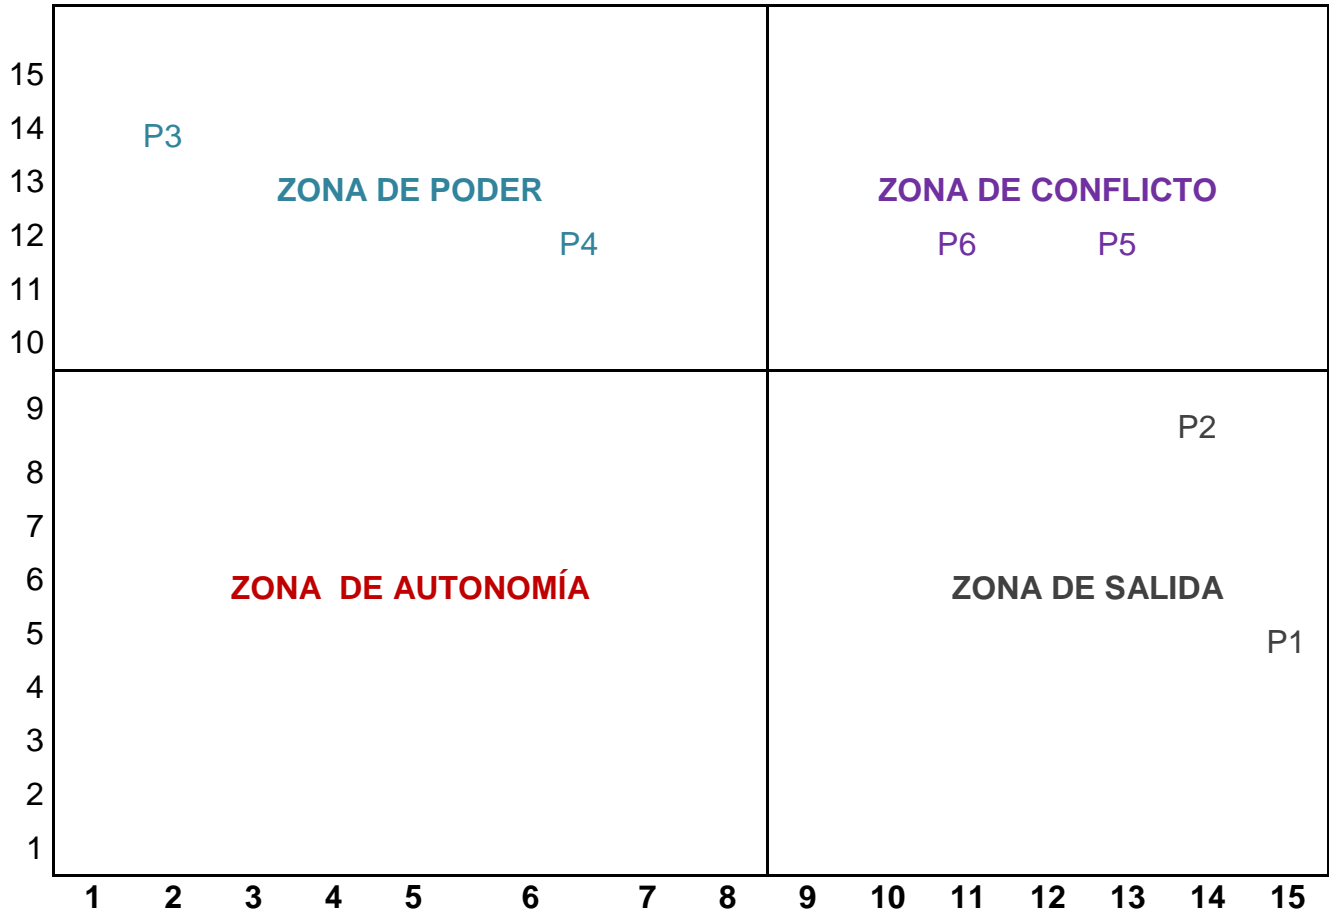 15
14 P3
13 ZONA DE PODER ZONA DE CONFLICTO
12 P4 P6 P5
11
10
9 P2
8
7
6 ZONA DE AUTONOMÍA ZONA DE SALIDA
5 P1
4
3
2
1
1 2 3 4 5 6 7 8 9 10 11 12 13 14 15